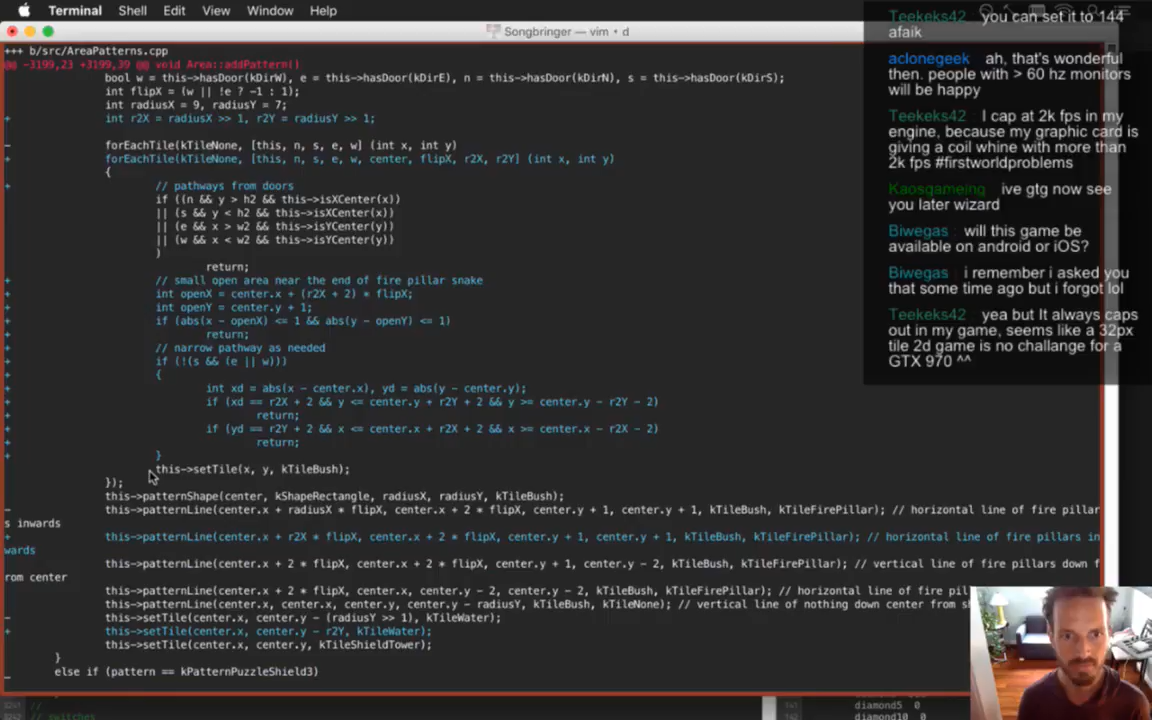 Terminal Shell Edit View Window Help
Songbringer — vim • d
+++ b/src/AreaPatterns.cpp
@@ -3199,23 +3199,39 @@ void Area::addPattern()
bool w = this->hasDoor(kDirW), e = this->hasDoor(kDirE), n = this->hasDoor(kDirN), s = this->hasDoor(kDirS);
int flipX = (w || !e ? -1 : 1);
int radiusX = 9, radiusY = 7;
+ int r2X = radiusX >> 1, r2Y = radiusY >> 1;
- forEachTile(kTileNone, [this, n, s, e, w] (int x, int y)
+ forEachTile(kTileNone, [this, n, s, e, w, center, flipX, r2X, r2Y] (int x, int y)
{
+ // pathways from doors
if ((n && y > h2 && this->isXCenter(x))
|| (s && y < h2 && this->isXCenter(x))
|| (e && x > w2 && this->isYCenter(y))
|| (w && x < w2 && this->isYCenter(y))
)
return;
+ // small open area near the end of fire pillar snake
+ int openX = center.x + (r2X + 2) * flipX;
+ int openY = center.y + 1;
+ if (abs(x - openX) <= 1 && abs(y - openY) <= 1)
+ return;
+ // narrow pathway as needed
+ if (!(s && (e || w)))
+ {
+ int xd = abs(x - center.x), yd = abs(y - center.y);
+ if (xd == r2X + 2 && y <= center.y + r2Y + 2 && y >= center.y - r2Y - 2)
+ return;
+ if (yd == r2Y + 2 && x <= center.x + r2X + 2 && x >= center.x - r2X - 2)
+ return;
+ }
this->setTile(x, y, kTileBush);
});
this->patternShape(center, kShapeRectangle, radiusX, radiusY, kTileBush);
- this->patternLine(center.x + radiusX * flipX, center.x + 2 * flipX, center.y + 1, center.y + 1, kTileBush, kTileFirePillar); // horizontal line of fire pillar
s inwards
+ this->patternLine(center.x + r2X * flipX, center.x + 2 * flipX, center.y + 1, center.y + 1, kTileBush, kTileFirePillar); // horizontal line of fire pillars in
wards
this->patternLine(center.x + 2 * flipX, center.x + 2 * flipX, center.y + 1, center.y - 2, kTileBush, kTileFirePillar); // vertical line of fire pillars down f
rom center
this->patternLine(center.x + 2 * flipX, center.x, center.y - 2, center.y - 2, kTileBush, kTileFirePillar); // horizontal line of f
this->patternLine(center.x, center.x, center.y, center.y - radiusY, kTileBush, kTileNone); // vertical line of nothing down center from
- this->setTile(center.x, center.y - (radiusY >> 1), kTileWater);
+ this->setTile(center.x, center.y - r2Y, kTileWater);
this->setTile(center.x, center.y, kTileShieldTower);
}
else if (pattern == kPatternPuzzleShield3)
// switches
diamond5 0
142 diamond10 0
Teekeks42 you can set it to 144
afaik
aclonegeek ah, that's wonderful
then. people with > 60 hz monitors
will be happy
Teekeks42 I cap at 2k fps in my
engine, because my graphic card is
giving a coil whine with more than
2k fps #firstworldproblems
Kaosgameing ive gtg now see
you later wizard
Biwegas will this game be
available on android or iOS?
Biwegas i remember i asked you
that some time ago but i forgot lol
Teekeks42 yea but It always caps
out in my game, seems like a 32px
tile 2d game is no challange for a
GTX 970 ^^